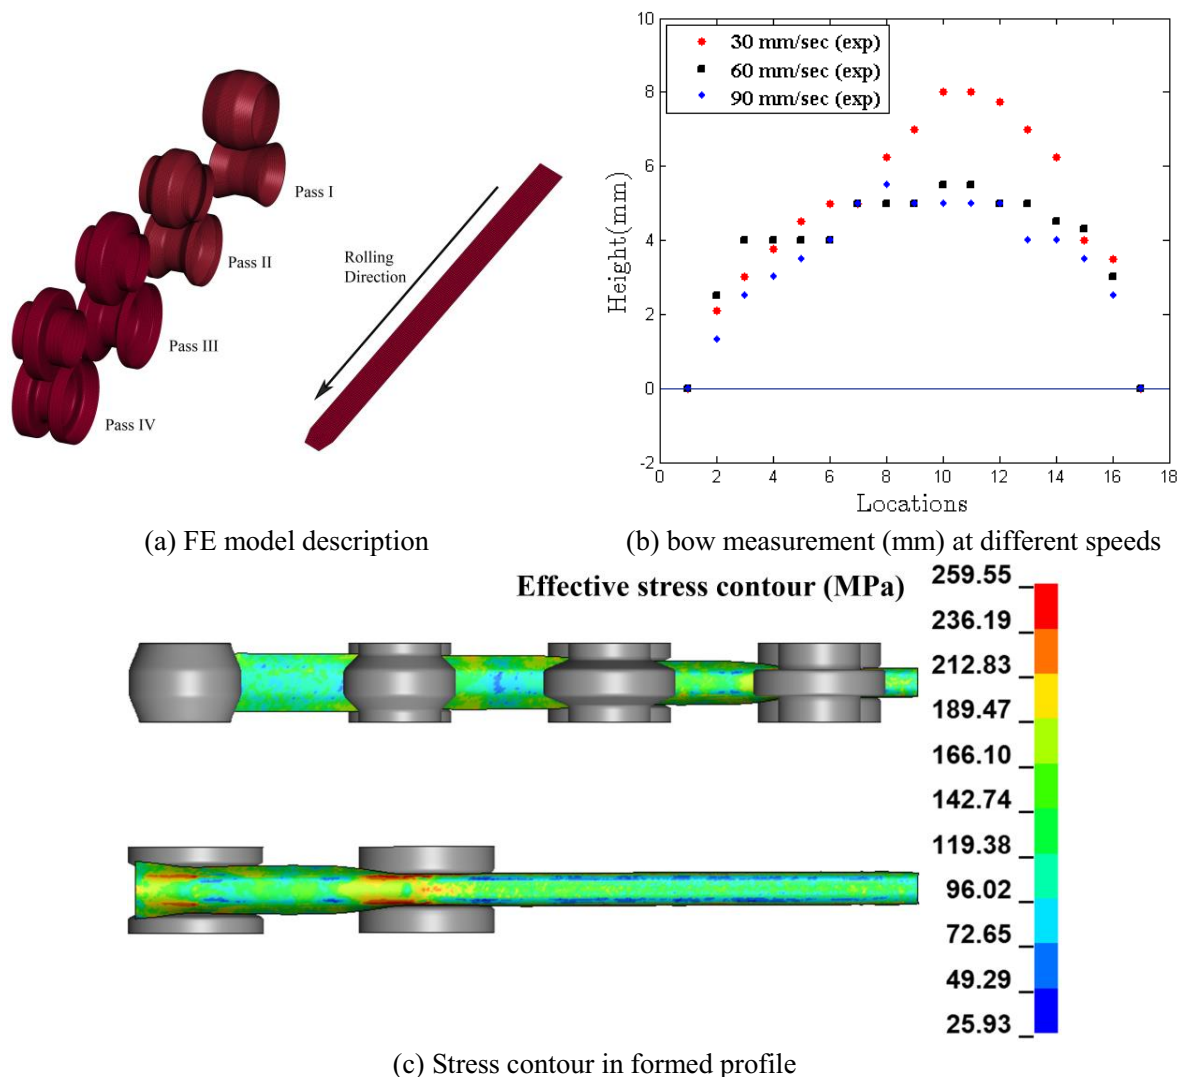 Pass I
Pass II
Pass III
Pass IV
Rolling
Direction
10
8
6
4
2
0
-2
Height(mm)
30 mm/sec (exp)
60 mm/sec (exp)
90 mm/sec (exp)
0 2 4 6 8 10 12 14 16 18
Locations
(a) FE model description
(b) bow measurement (mm) at different speeds
Effective stress contour (MPa)
259.55
236.19
212.83
189.47
166.10
142.74
119.38
96.02
72.65
49.29
25.93
(c) Stress contour in formed profile